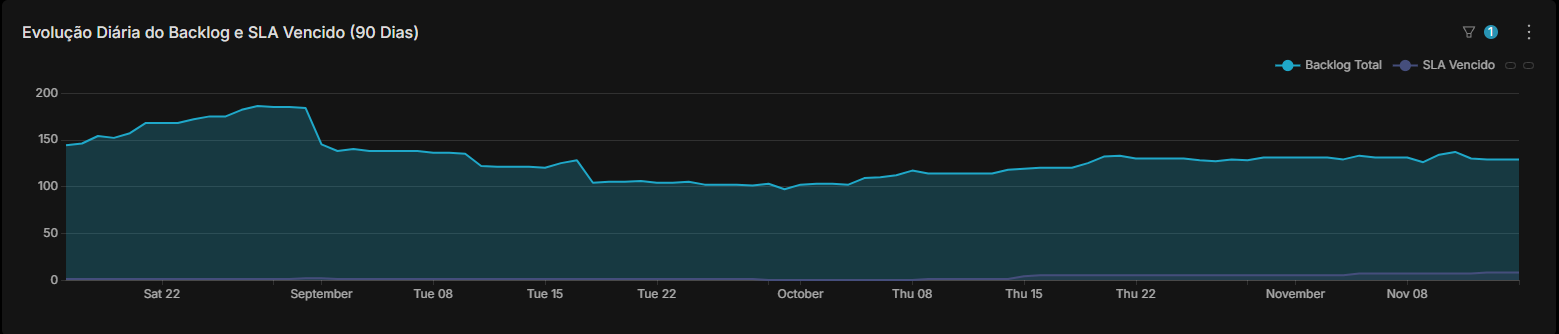 Evolução Diária do Backlog e SLA Vencido (90 Dias)
1
Backlog Total SLA Vencido
200
150
100
50
0
Sat 22 September Tue 08 Tue 15 Tue 22 October Thu 08 Thu 15 Thu 22 November Nov 08